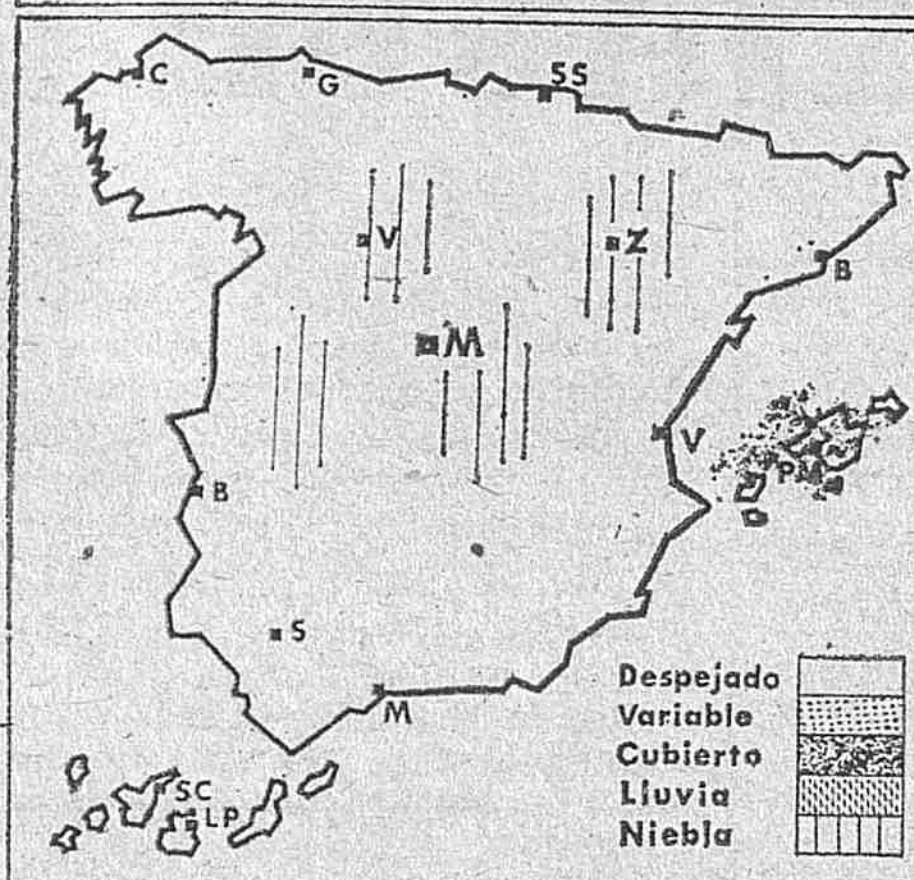 C
G
SS
V
Z
B
M
V
PM
B
S
M
SC
LP
Despejado
Variable
Cubierto
Lluvia
Niebla